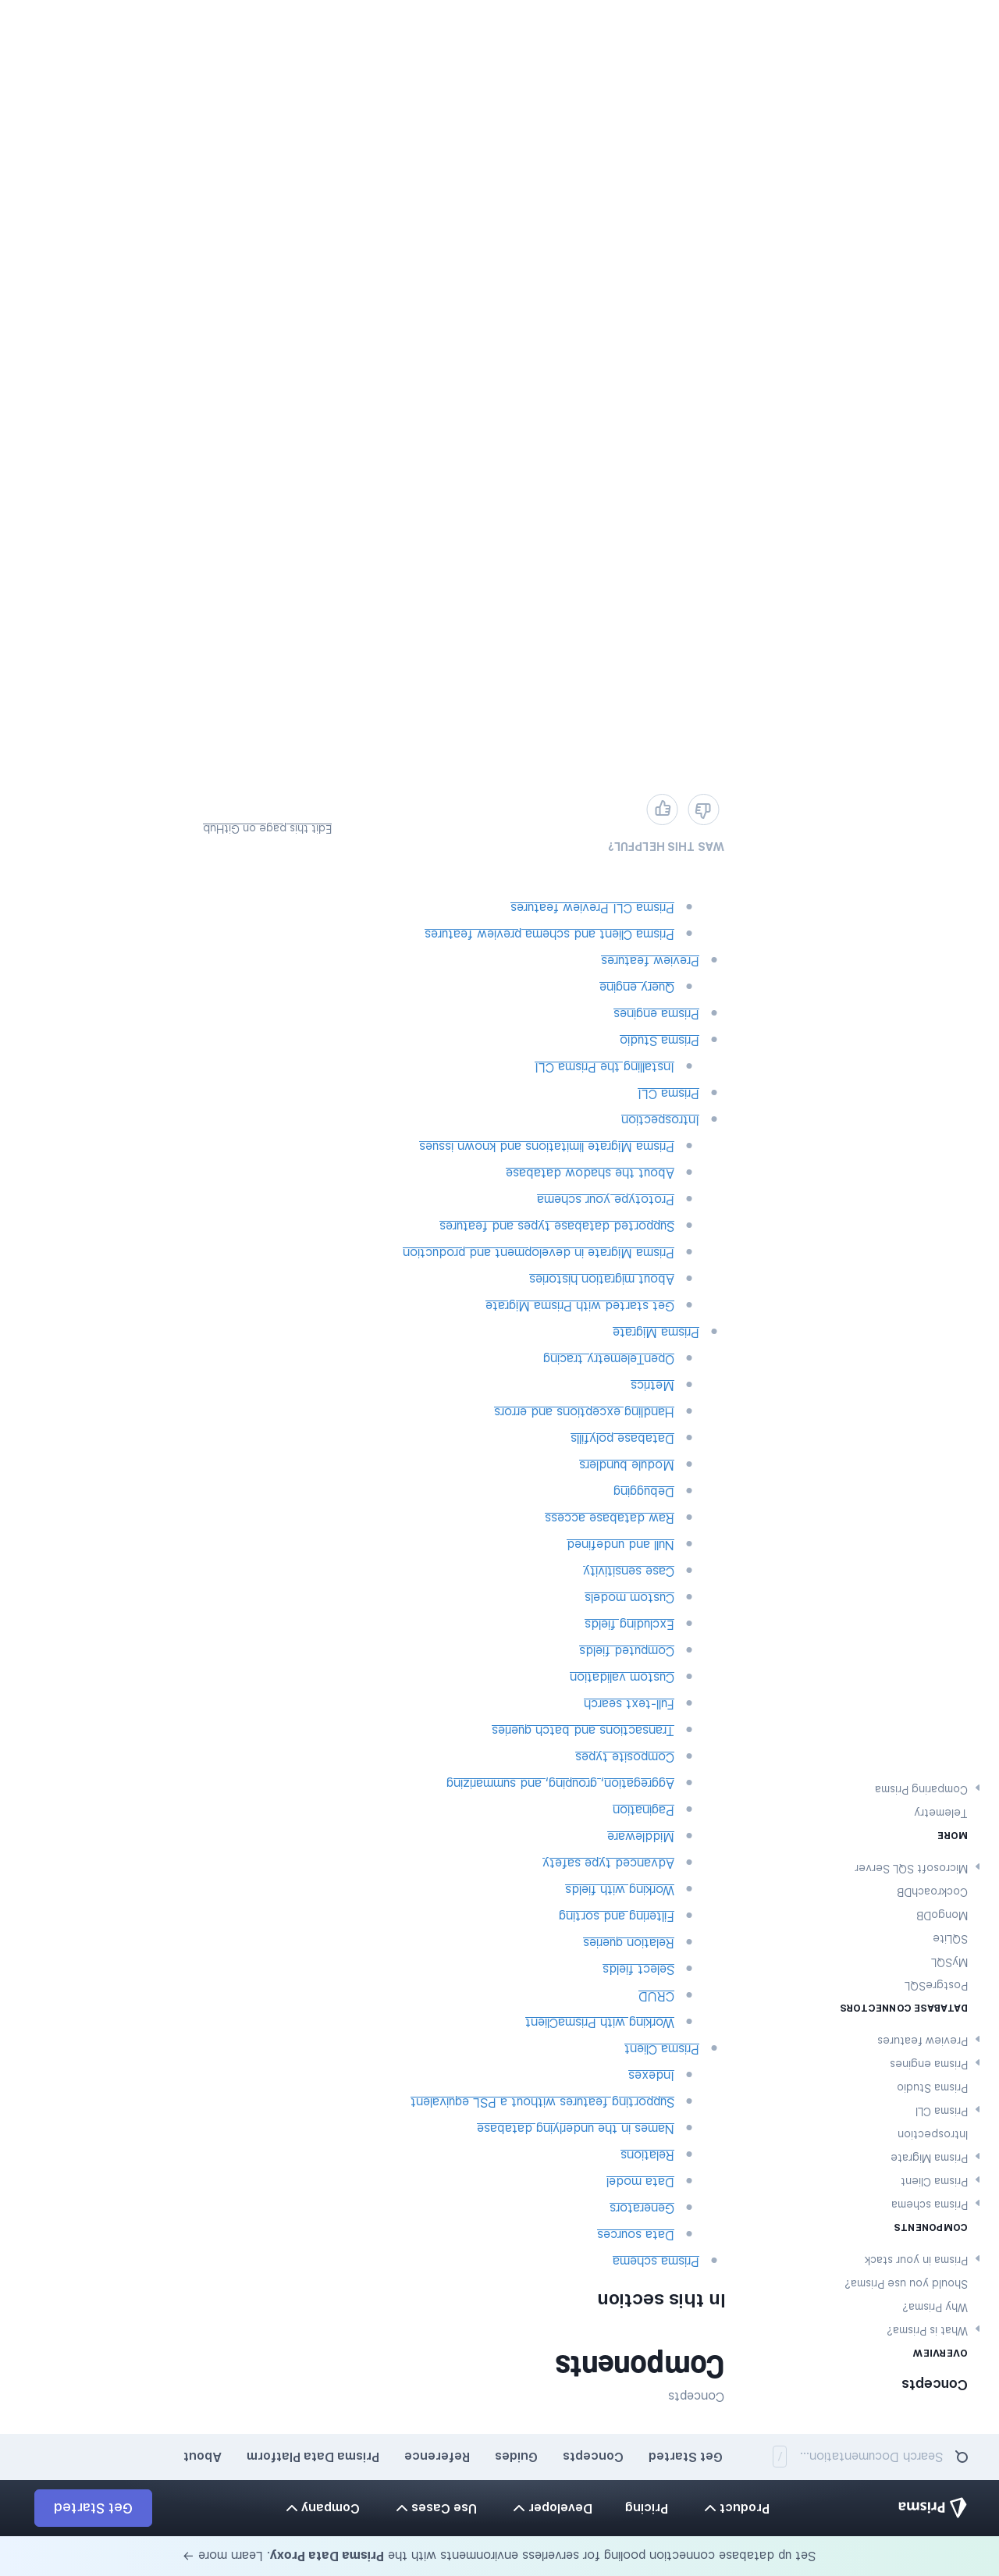 Set up database connection pooling for serverless environments with the Prisma Data Proxy. Learn more →
Prisma
Product
Pricing
Developer
Use Cases
Company
Get Started
Search Documentation... /
Get Started
Concepts
Guides
Reference
Prisma Data Platform
About
Concepts
OVERVIEW
What is Prisma?
Why Prisma?
Should you use Prisma?
Prisma in your stack
COMPONENTS
Prisma schema
Prisma Client
Prisma Migrate
Introspection
Prisma CLI
Prisma Studio
Prisma engines
Preview features
DATABASE CONNECTORS
PostgreSQL
MySQL
SQLite
MongoDB
CockroachDB
Microsoft SQL Server
MORE
Telemetry
Comparing Prisma
Concepts
Components
In this section
Prisma schema
Data sources
Generators
Data model
Relations
Names in the underlying database
Supporting features without a PSL equivalent
Indexes
Prisma Client
Working with PrismaClient
CRUD
Select fields
Relation queries
Filtering and sorting
Working with fields
Advanced type safety
Middleware
Pagination
Aggregation, grouping, and summarizing
Composite types
Transactions and batch queries
Full-text search
Custom validation
Computed fields
Excluding fields
Custom models
Case sensitivity
Null and undefined
Raw database access
Debugging
Module bundlers
Database polyfills
Handling exceptions and errors
Metrics
OpenTelemetry tracing
Prisma Migrate
Get started with Prisma Migrate
About migration histories
Prisma Migrate in development and production
Supported database types and features
Prototype your schema
About the shadow database
Prisma Migrate limitations and known issues
Introspection
Prisma CLI
Installing the Prisma CLI
Prisma Studio
Prisma engines
Query engine
Preview features
Prisma Client and schema preview features
Prisma CLI Preview features
WAS THIS HELPFUL?
Edit this page on GitHub